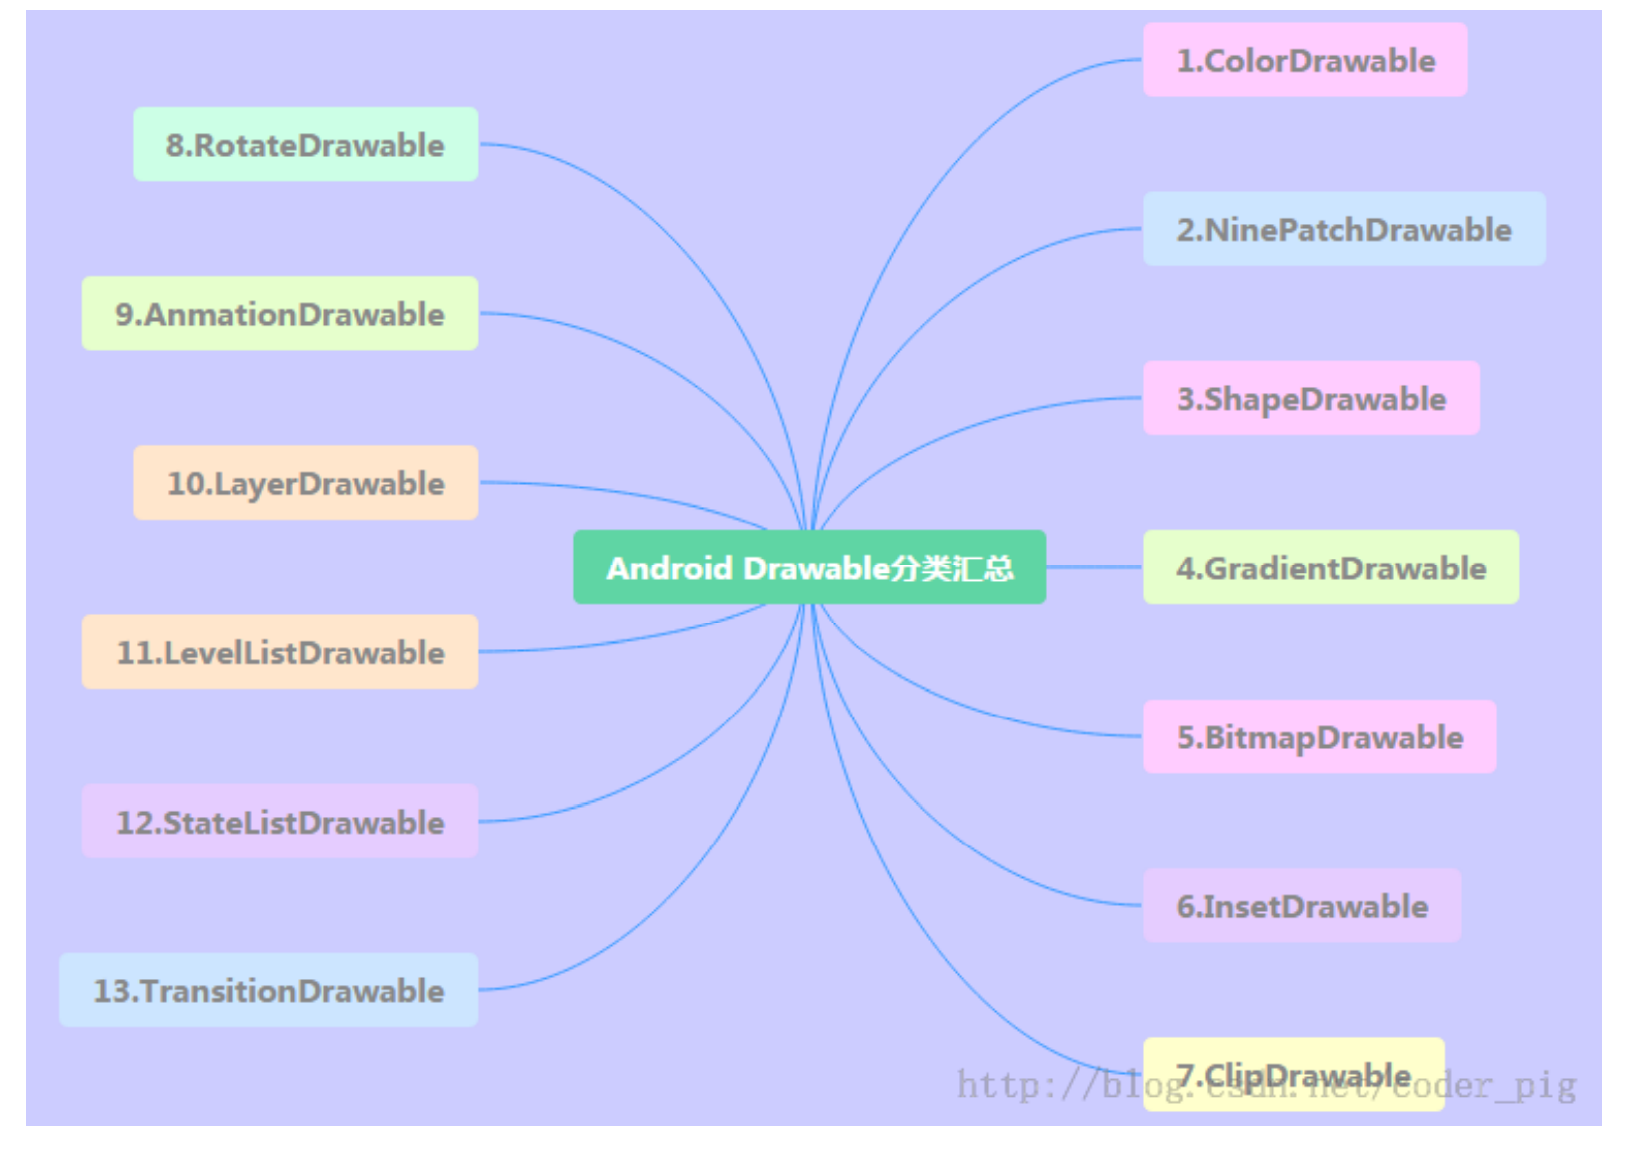 1.ColorDrawable
2.NinePatchDrawable
3.ShapeDrawable
4.GradientDrawable
5.BitmapDrawable
6.InsetDrawable
7.ClipDrawable
8.RotateDrawable
9.AnmationDrawable
10.LayerDrawable
11.LevelListDrawable
12.StateListDrawable
13.TransitionDrawable
Android Drawable分类汇总
http://blog.csdn.net/coder_pig